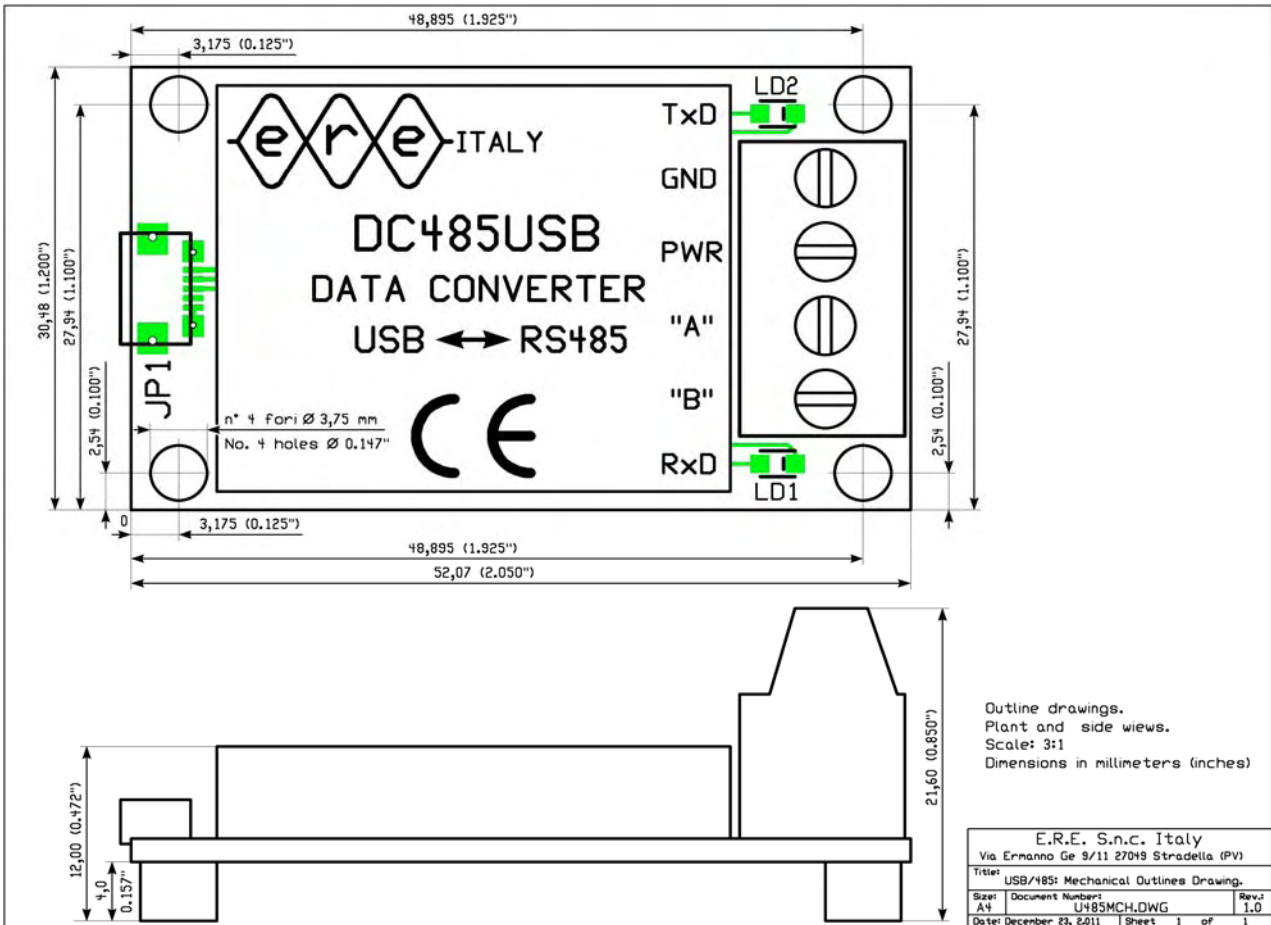 48,895 (1.925")
3,175 (0.125")
LD2
TxD
ere ITALY
GND
DC485USB
PWR
DATA CONVERTER
"A"
USB RS485
"B"
JP1
n° 4 fori Ø 3,75 mm
No. 4 holes Ø 0.147"
CE
RxD
LD1
30,48 (1.200")
27,94 (1.100")
2,54 (0.100")
27,94 (1.100")
2,54 (0.100")
0
3,175 (0.125")
48,895 (1.925")
52,07 (2.050")
12,00 (0.472")
4,0
0.157"
21,60 (0.850")
Outline drawings.
Plant and side wiews.
Scale: 3:1
Dimensions in millimeters (inches)
E.R.E. S.n.c. Italy
Via Ermanno Ge 9/11 27049 Stradella (PV)
Title:
USB/485: Mechanical Outlines Drawing.
Size: Document Number: Rev.:
A4 U485MCH.DWG 1.0
Date: December 23, 2.011 Sheet 1 of 1